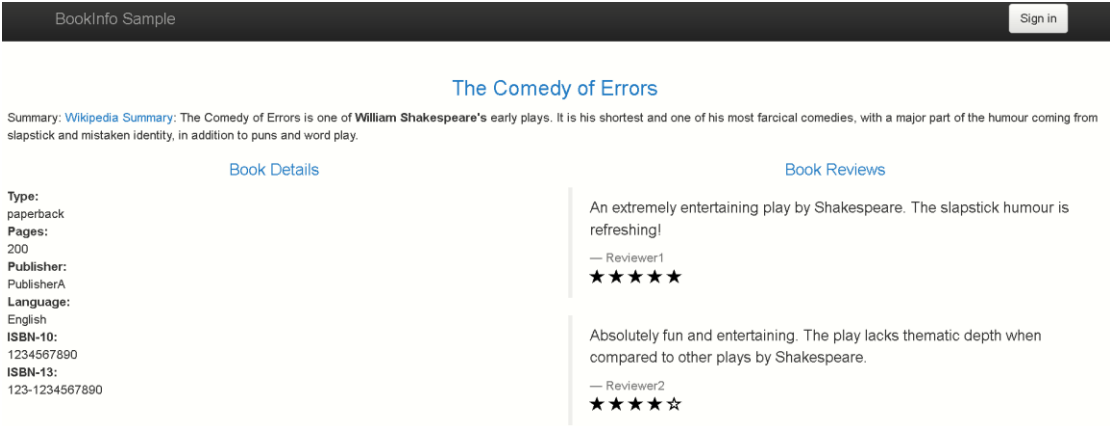 BookInfo Sample
Sign in
The Comedy of Errors
Summary: Wikipedia Summary: The Comedy of Errors is one of William Shakespeare's early plays. It is his shortest and one of his most farcical comedies, with a major part of the humour coming from
slapstick and mistaken identity, in addition to puns and word play.
Book Details
Type:
paperback
Pages:
200
Publisher:
PublisherA
Language:
English
ISBN-10:
1234567890
ISBN-13:
123-1234567890
Book Reviews
An extremely entertaining play by Shakespeare. The slapstick humour is
refreshing!
— Reviewer1
★★★★★
Absolutely fun and entertaining. The play lacks thematic depth when
compared to other plays by Shakespeare.
— Reviewer2
★★★★☆